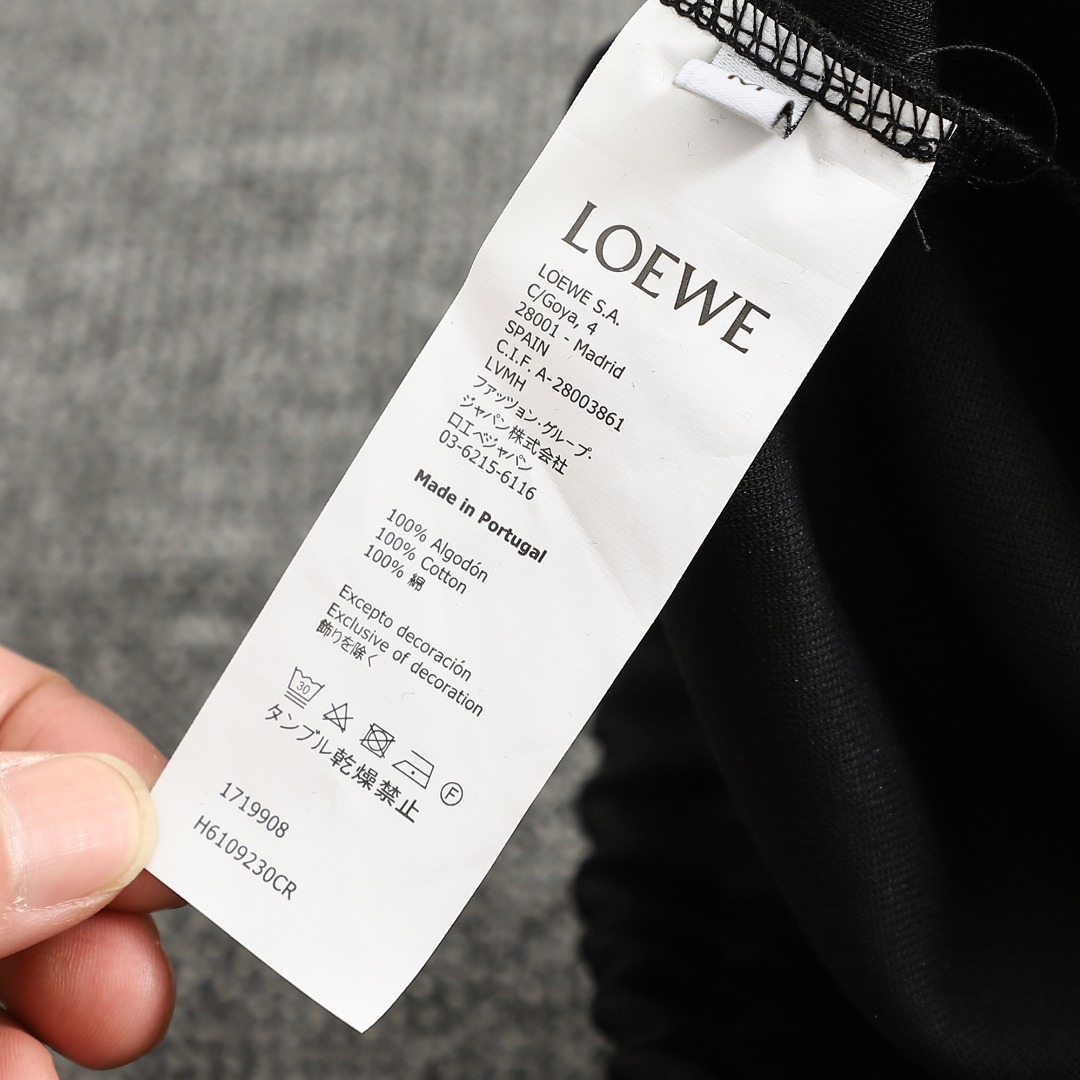 LOEWE
LOEWE S.A.
C/Goya, 4
28001 - Madrid
SPAIN
C.I.F. A-28003861
LVMH
ファッツョン・グループ・
ジャパン株式会社
口エベジャパン
03-6215-6116
Made in Portugal
100% Algodón
100% Cotton
100% 綿
Excepto decoración
Exclusive of decoration
飾りを除く
30
F
タンブル乾燥禁止
1719908
H6109230CR